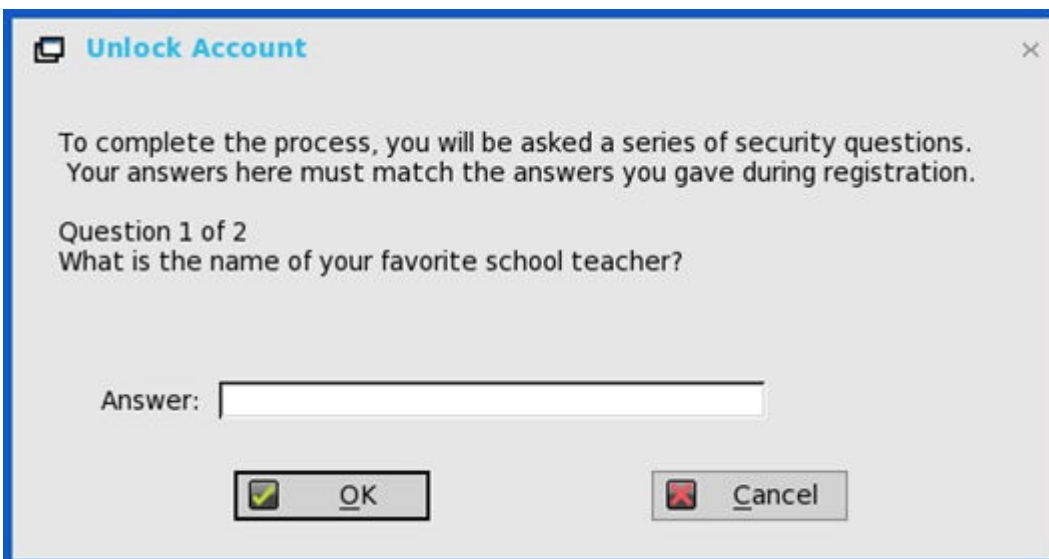 Unlock Account
To complete the process, you will be asked a series of security questions.
Your answers here must match the answers you gave during registration.
Question 1 of 2
What is the name of your favorite school teacher?
Answer:
OK
Cancel